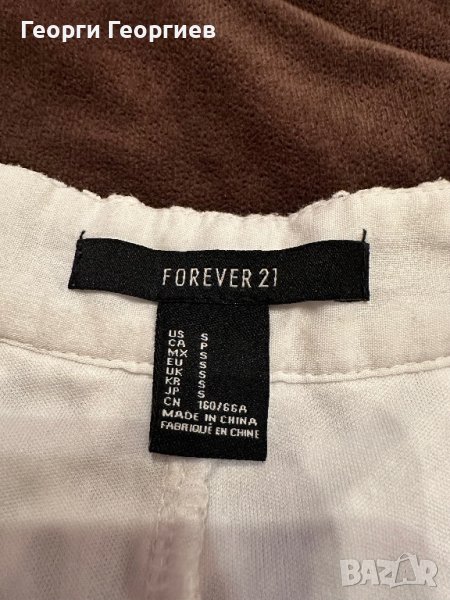 Георги Георгиев
FOREVER 21
US S
CA P
MX S
EU S
UK S
KR S
JP S
CN 160/66A
MADE IN CHINA
FABRIQUÉ EN CHINE
BAZAR